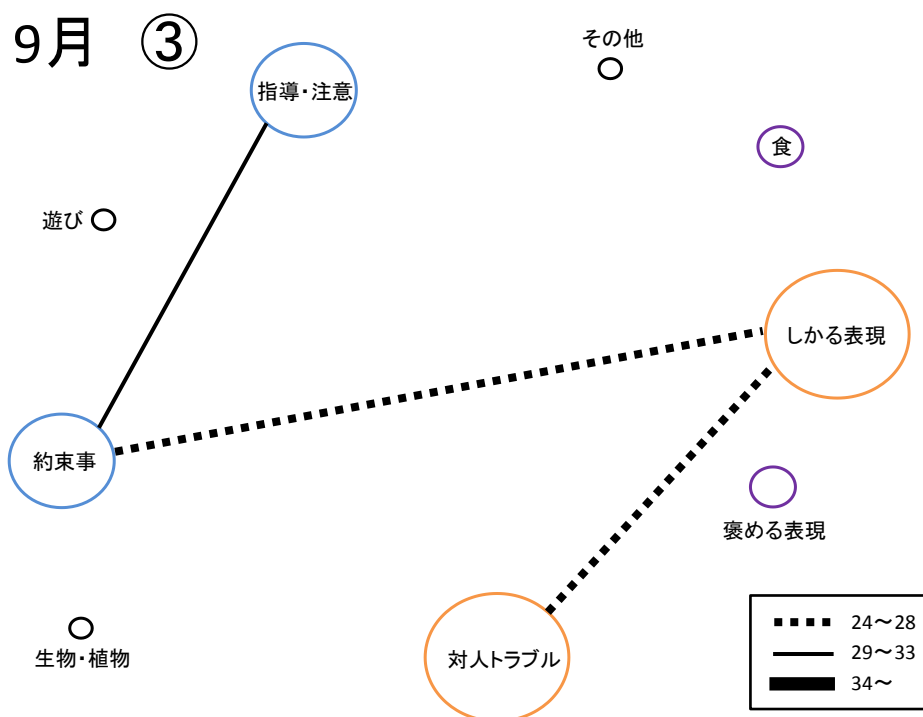 9月 ③
その他
指導・注意
食
遊び
しかる表現
約束事
褒める表現
生物・植物
対人トラブル
24～28
29～33
34～